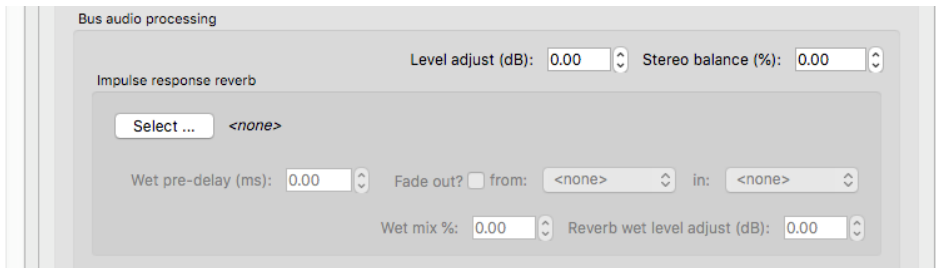 Bus audio processing
Level adjust (dB): 0.00 Stereo balance (%): 0.00
Impulse response reverb
Select ... <none>
Wet pre-delay (ms): 0.00 Fade out? from: <none> in: <none>
Wet mix %: 0.00 Reverb wet level adjust (dB): 0.00